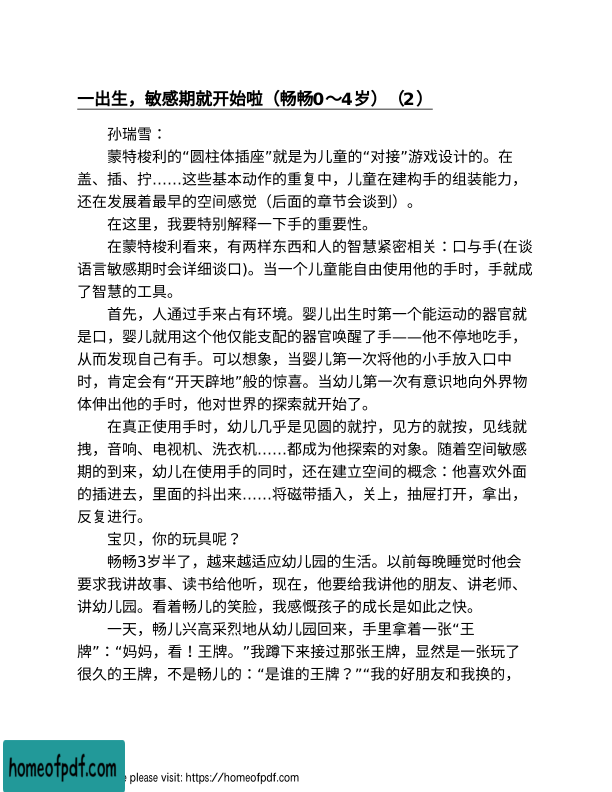 一出生，敏感期就开始啦（畅畅0～4岁）（2）
孙瑞雪：
蒙特梭利的“圆柱体插座”就是为儿童的“对接”游戏设计的。在
盖、插、拧……这些基本动作的重复中，儿童在建构手的组装能力，
还在发展着最早的空间感觉（后面的章节会谈到）。
在这里，我要特别解释一下手的重要性。
在蒙特梭利看来，有两样东西和人的智慧紧密相关：口与手(在谈
语言敏感期时会详细谈口)。当一个儿童能自由使用他的手时，手就成
了智慧的工具。
首先，人通过手来占有环境。婴儿出生时第一个能运动的器官就
是口，婴儿就用这个他仅能支配的器官唤醒了手——他不停地吃手，
从而发现自己有手。可以想象，当婴儿第一次将他的小手放入口中
时，肯定会有“开天辟地”般的惊喜。当幼儿第一次有意识地向外界物
体伸出他的手时，他对世界的探索就开始了。
在真正使用手时，幼儿几乎是见圆的就拧，见方的就按，见线就
拽，音响、电视机、洗衣机……都成为他探索的对象。随着空间敏感
期的到来，幼儿在使用手的同时，还在建立空间的概念：他喜欢外面
的插进去，里面的抖出来……将磁带插入，关上，抽屉打开，拿出，
反复进行。
宝贝，你的玩具呢？
畅畅3岁半了，越来越适应幼儿园的生活。以前每晚睡觉时他会
要求我讲故事、读书给他听，现在，他要给我讲他的朋友、讲老师、
讲幼儿园。看着畅儿的笑脸，我感慨孩子的成长是如此之快。
一天，畅儿兴高采烈地从幼儿园回来，手里拿着一张“王
牌”：“妈妈，看！王牌。”我蹲下来接过那张王牌，显然是一张玩了
很久的王牌，不是畅儿的：“是谁的王牌？”“我的好朋友和我换的，
homeofpdf.com
e please visit: https://homeofpdf.com